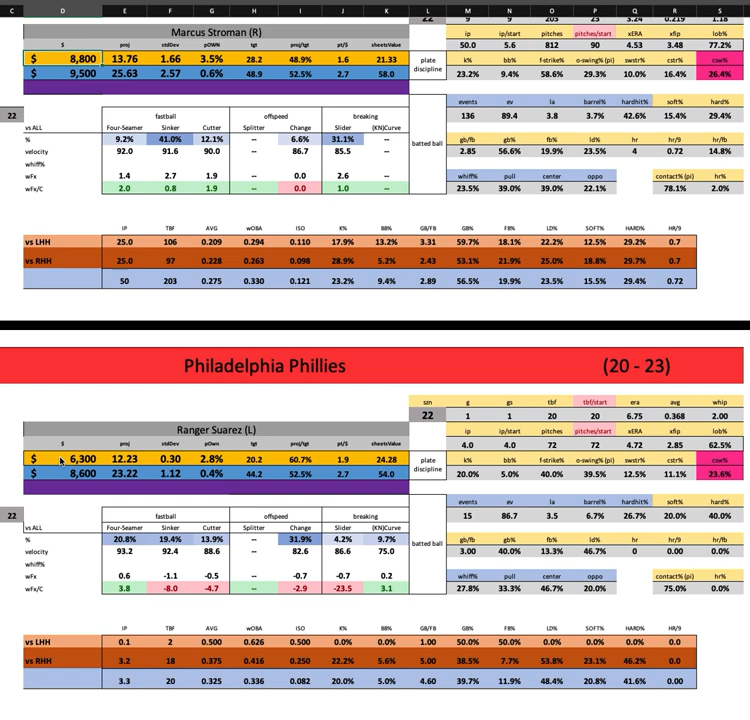 C D E F G H I J K L M N O P Q R S
22 9 9 203 23 3.24 0.219 1.18
Marcus Stroman (R) ip ip/start pitches pitches/start xERA xfip str%
50.0 5.6 812 90 4.53 3.48 77.2%
$ proj stdDev pOWN tgt proj/tgt pt/$ sheetsValue
$ 8,800 13.76 1.66 3.5% 28.2 48.9% 1.6 21.33 plate discipline k% bb% f-strike% o-swing% (pi) swstr% cstr% csw%
$ 9,500 25.63 2.57 0.6% 48.9 52.5% 2.7 58.0 23.2% 9.4% 58.6% 29.3% 10.0% 16.4% 26.4%
events ev la barrel% hardhit% soft% hard%
22 fastball offspeed breaking 136 89.4 3.8 3.7% 42.6% 15.4% 29.4%
vs ALL Four-Seamer Sinker Cutter Splitter Change Slider (KN)Curve
% 9.2% 41.0% 12.1% -- 6.6% 31.1% -- batted ball gb/fb gb% fb% ld% hr hr/9 hr/fb
velocity 92.0 91.6 90.0 -- 86.7 85.5 -- 2.85 56.6% 19.9% 23.5% 4 0.72 14.8%
whiff%
wFx 1.4 2.7 1.9 0.0 2.6 -- whiff% pull center oppo contact% (pi) hr%
wFx/C 2.0 0.8 1.9 -- 0.0 1.0 -- 23.5% 39.0% 39.0% 22.1% 78.1% 2.0%
IP TBF AVG wOBA ISO K% BB% GB/FB GB% FB% LD% SOFT% HARD% HR/9
vs LHH 25.0 106 0.209 0.294 0.110 17.9% 13.2% 3.31 59.7% 18.1% 22.2% 12.5% 29.2% 0.7
vs RHH 25.0 97 0.228 0.263 0.098 28.9% 5.2% 2.43 53.1% 21.9% 25.0% 18.8% 29.7% 0.7
50 203 0.275 0.330 0.121 23.2% 9.4% 2.89 56.5% 19.9% 23.5% 15.5% 29.4% 0.72
Philadelphia Phillies (20 - 23)
szn g gs tbf tbf/start era avg whip
22 1 1 20 20 6.75 0.368 2.00
Ranger Suarez (L) ip ip/start pitches pitches/start xERA xfip str%
4.0 4.0 72 72 4.72 2.85 62.5%
$ proj stdDev pOwn tgt proj/tgt pt/$ sheetsValue
$ 6,300 12.23 0.30 2.8% 20.2 60.7% 1.9 24.28 plate discipline k% bb% f-strike% o-swing% (pi) swstr% cstr% csw%
$ 8,600 23.22 1.12 0.4% 44.2 52.5% 2.7 54.0 20.0% 5.0% 40.0% 39.5% 12.5% 11.1% 23.6%
events ev la barrel% hardhit% soft% hard%
22 fastball offspeed breaking 15 86.7 3.5 6.7% 26.7% 20.0% 40.0%
vs ALL Four-Seamer Sinker Cutter Splitter Change Slider (KN)Curve
% 20.8% 19.4% 13.9% -- 31.9% 4.2% 9.7% batted ball gb/fb gb% fb% ld% hr hr/9 hr/fb
velocity 93.2 92.4 88.6 -- 82.6 86.6 75.0 3.00 40.0% 13.3% 46.7% 0 0.00 0.0%
whiff%
wFx 0.6 -1.1 -0.5 -0.7 -0.7 0.2 whiff% pull center oppo contact% (pi) hr%
wFx/C 3.8 -8.0 -4.7 -- -2.9 -23.5 3.1 27.8% 33.3% 46.7% 20.0% 75.0% 0.0%
IP TBF AVG wOBA ISO K% BB% GB/FB GB% FB% LD% SOFT% HARD% HR/9
vs LHH 0.1 2 0.500 0.626 0.500 0.0% 0.0% 1.00 50.0% 50.0% 0.0% 0.0% 0.0% 0.0
vs RHH 3.2 18 0.375 0.416 0.250 22.2% 5.6% 5.00 38.5% 7.7% 53.8% 23.1% 46.2% 0.0
3.3 20 0.325 0.336 0.082 20.0% 5.0% 4.60 39.7% 11.9% 48.4% 20.8% 41.6% 0.00